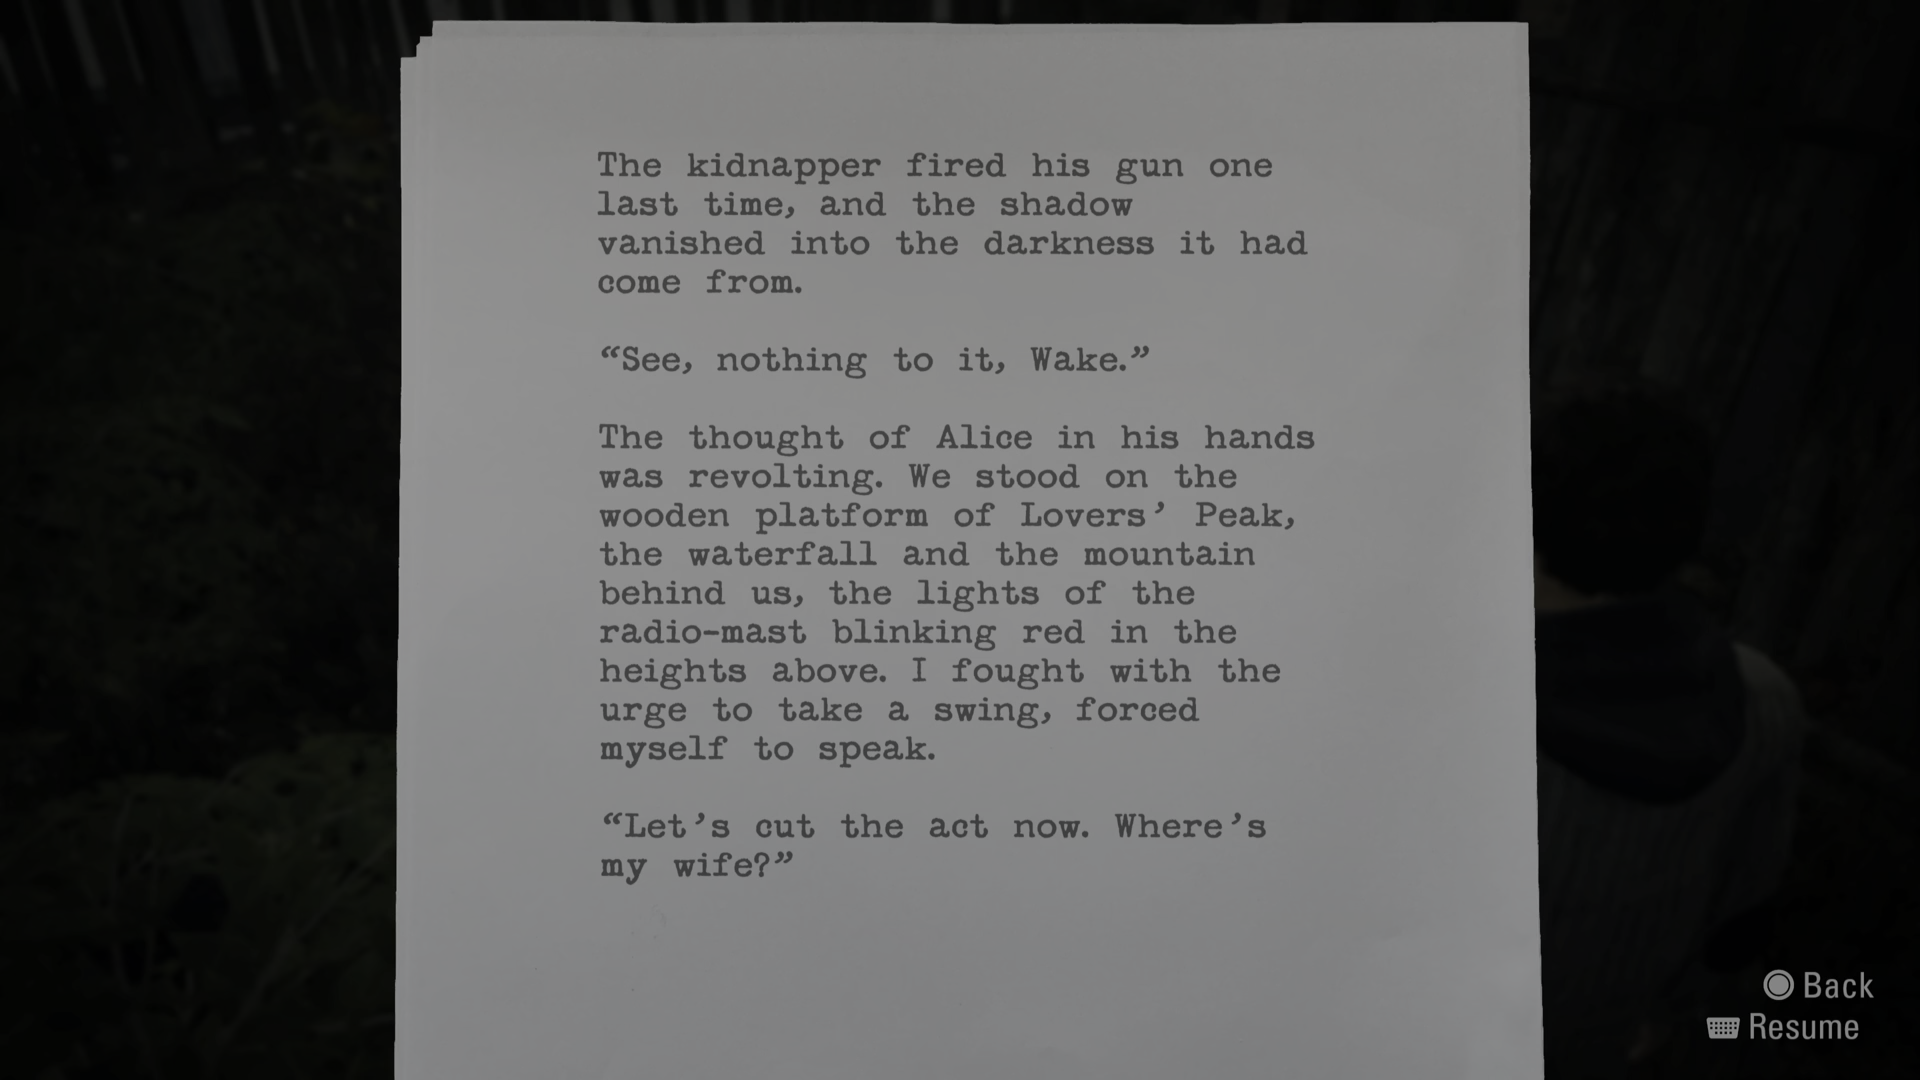 The kidnapper fired his gun one
last time, and the shadow
vanished into the darkness it had
come from.
“See, nothing to it, Wake.”
The thought of Alice in his hands
was revolting. We stood on the
wooden platform of Lovers’ Peak,
the waterfall and the mountain
behind us, the lights of the
radio-mast blinking red in the
heights above. I fought with the
urge to take a swing, forced
myself to speak.
“Let’s cut the act now. Where’s
my wife?”
Back
Resume